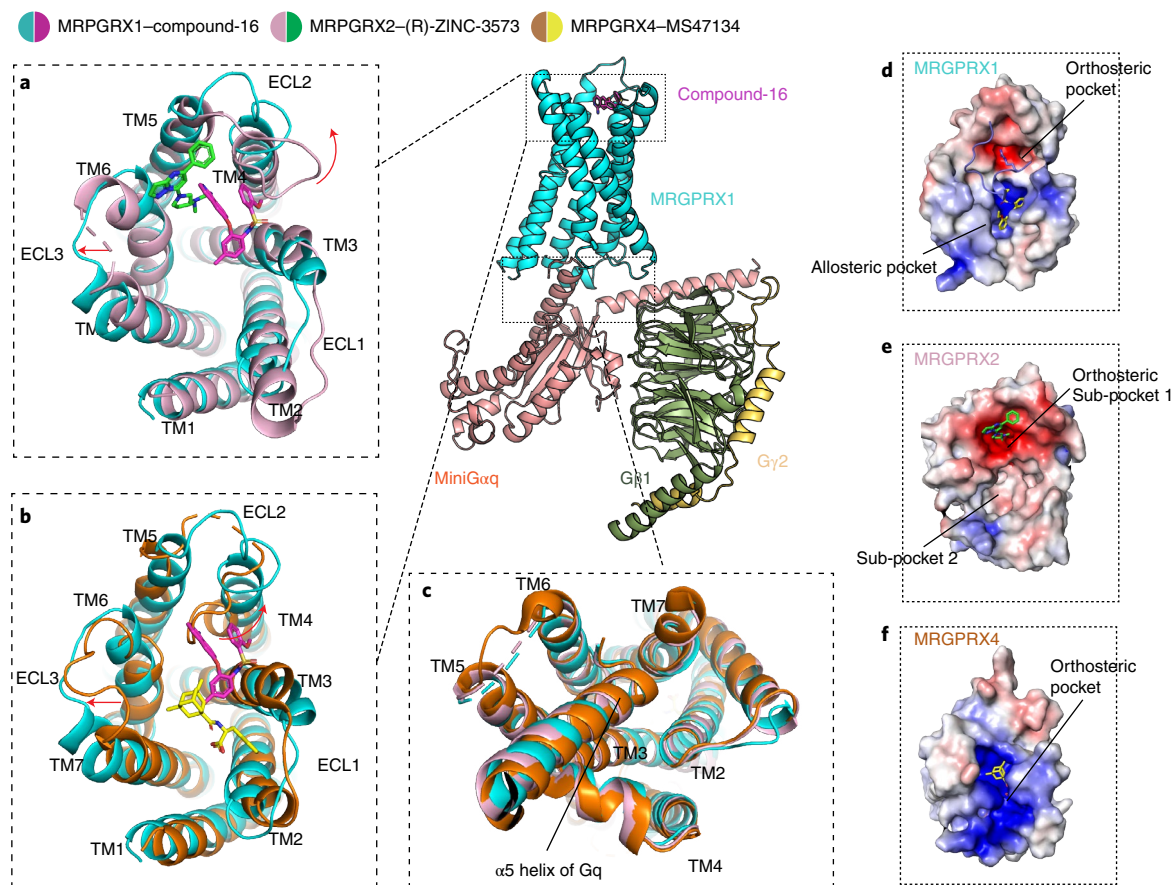 MRPGRX1–compound-16
MRPGRX2–(R)-ZINC-3573
MRPGRX4–MS47134
a
ECL2
TM5
TM6
TM4
TM3
ECL3
TM
ECL1
TM2
TM1
Compound-16
MRGPRX1
MiniGαq
Gβ1
Gγ2
b
ECL2
TM5
TM6
TM4
ECL3
TM3
TM7
ECL1
TM2
TM1
c
TM6
TM7
TM5
TM3
TM2
α5 helix of Gq
TM4
d
MRGPRX1
Orthosteric
pocket
Allosteric pocket
e
MRGPRX2
Orthosteric
Sub-pocket 1
Sub-pocket 2
f
MRGPRX4
Orthosteric
pocket